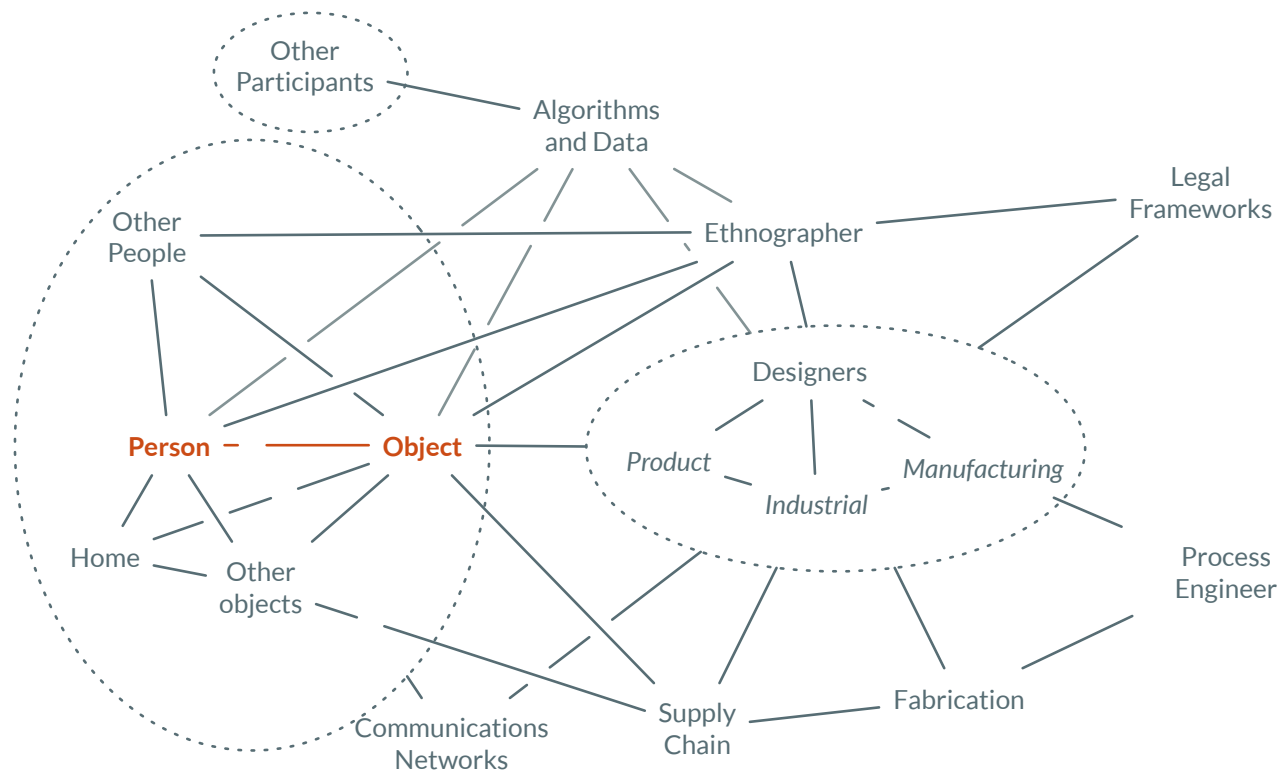 Other
Participants
Algorithms
and Data
Legal
Frameworks
Other
People
Ethnographer
Designers
Person
Object
Product
Manufacturing
Industrial
Home
Other
objects
Process
Engineer
Communications
Networks
Supply
Chain
Fabrication